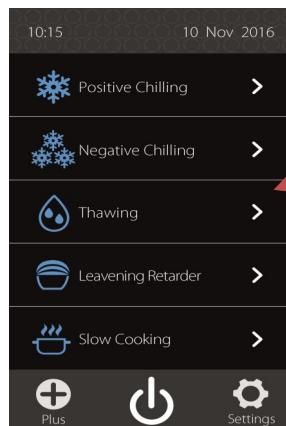 10:15 10 Nov 2016
Positive Chilling
Negative Chilling
Thawing
Leavening Retarder
Slow Cooking
Plus Settings